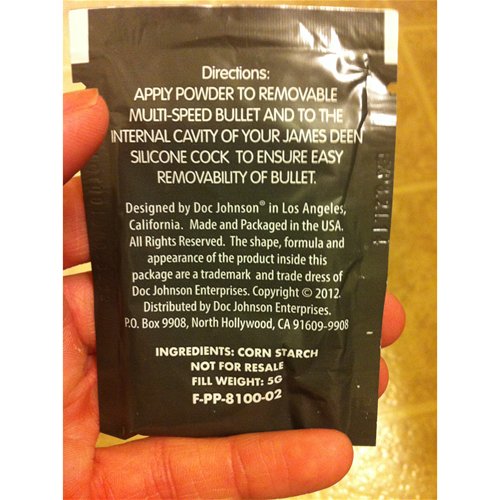 Directions:
APPLY POWDER TO REMOVABLE
MULTI-SPEED BULLET AND TO THE
INTERNAL CAVITY OF YOUR JAMES DEEN
SILICONE COCK TO ENSURE EASY
REMOVABILITY OF BULLET.
Designed by Doc Johnson® in Los Angeles,
California. Made and Packaged in the USA.
All Rights Reserved. The shape, formula and
appearance of the product inside this
package are a trademark and trade dress of
Doc Johnson Enterprises. Copyright © 2012.
Distributed by Doc Johnson Enterprises.
P.O. Box 9908, North Hollywood, CA 91609-9908
INGREDIENTS: CORN STARCH
NOT FOR RESALE
FILL WEIGHT: 5G
F-PP-8100-02